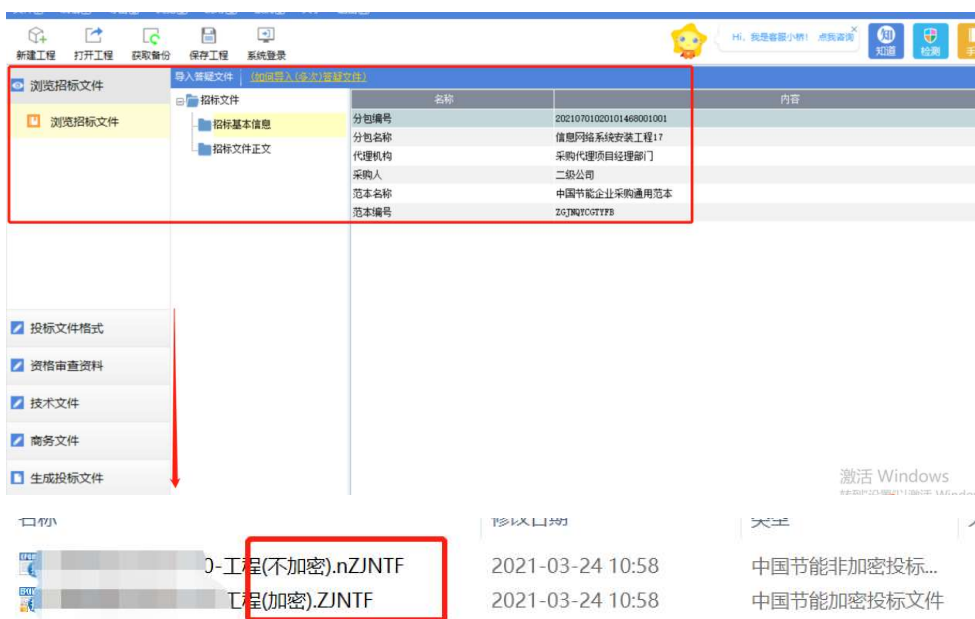 新建工程 打开工程 获取备份 保存工程 系统登录
Hi，我是客服小桥！ 点我咨询
知道
检测
浏览招标文件
浏览招标文件
投标文件格式
资格审查资料
技术文件
商务文件
生成投标文件
导入答疑文件 (如何导入(多次)答疑文件)
招标文件
招标基本信息
招标文件正文
名称 内容
分包编号 2021070102010146B001001
分包名称 信息网络系统安装工程17
代理机构 采购代理项目经理部门
采购人 二级公司
范本名称 中国节能企业采购通用范本
范本编号 ZGJNQYCGTYFB
激活 Windows
名称 修改日期 类型
0-工程(不加密).nZJNTF 2021-03-24 10:58 中国节能非加密投标...
工程(加密).ZJNTF 2021-03-24 10:58 中国节能加密投标文件